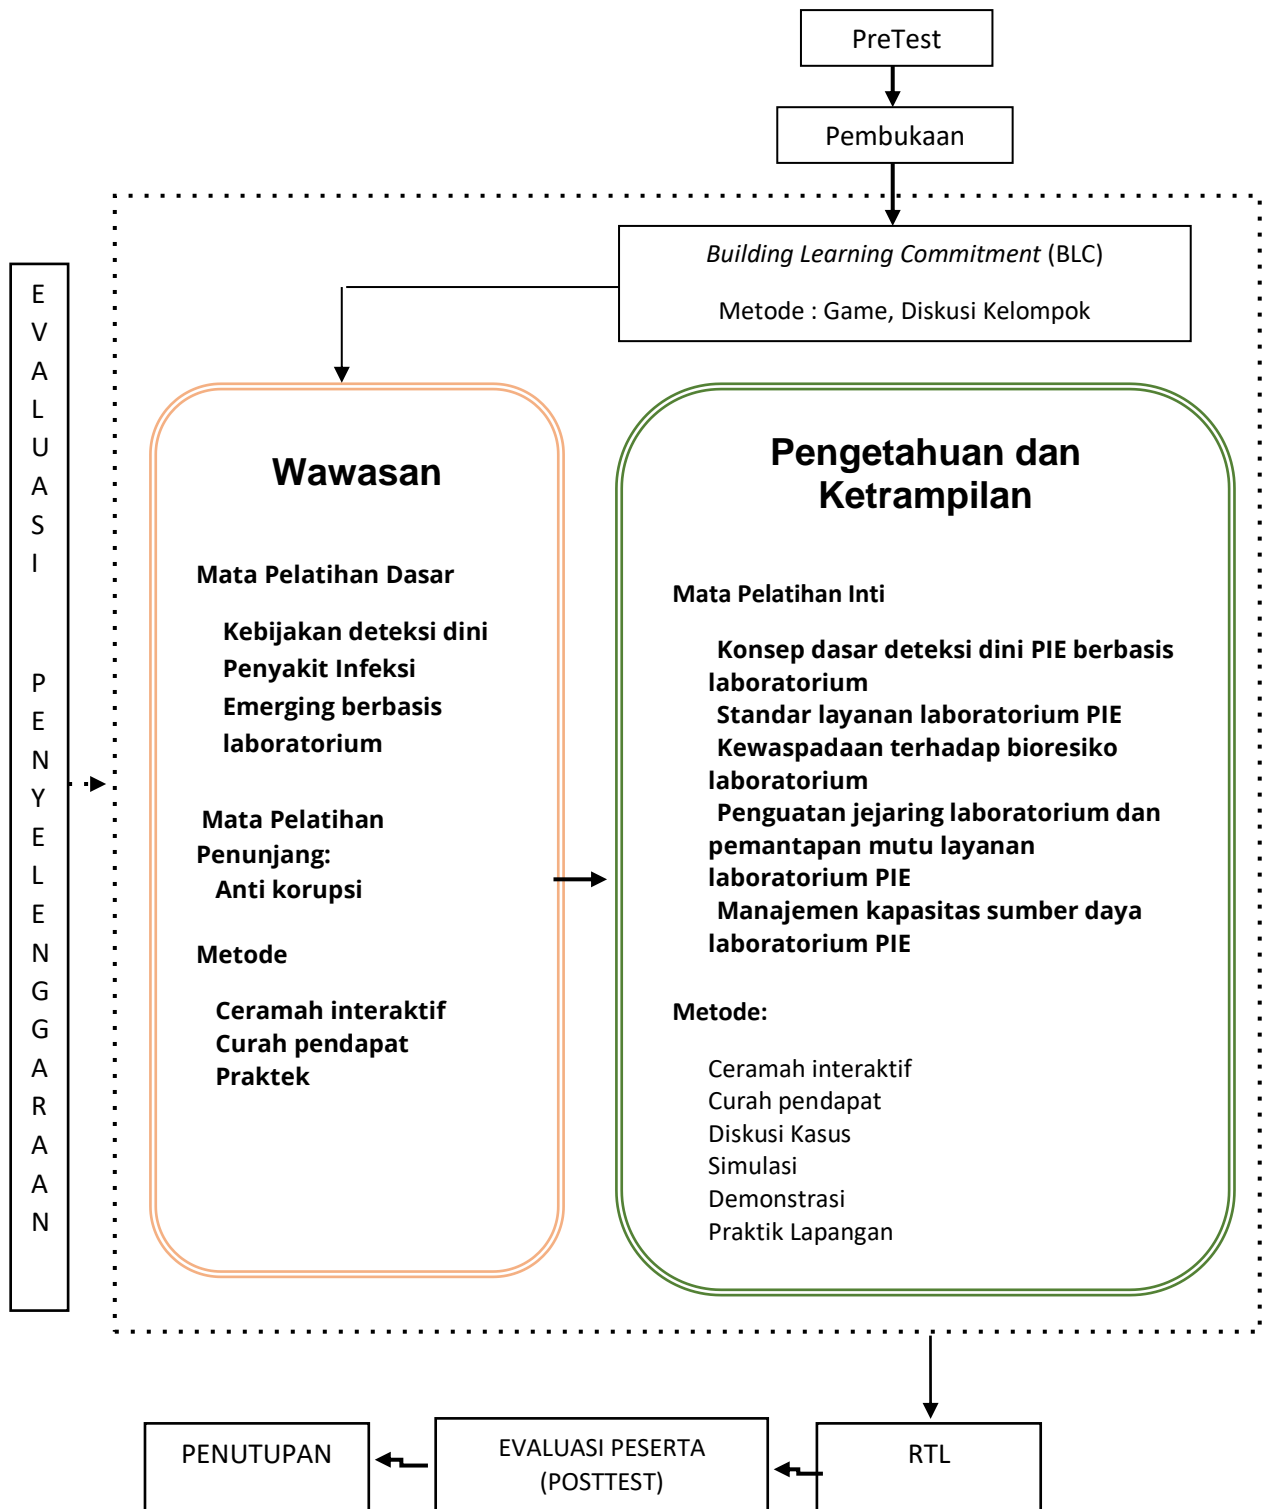 PreTest
Pembukaan
Building Learning Commitment (BLC)
Metode : Game, Diskusi Kelompok
E
V
A
L
U
A
S
I
P
E
N
Y
E
L
E
N
G
G
A
R
A
A
N
Wawasan
Mata Pelatihan Dasar
Kebijakan deteksi dini
Penyakit Infeksi
Emerging berbasis
laboratorium
Mata Pelatihan
Penunjang:
Anti korupsi
Metode
Ceramah interaktif
Curah pendapat
Praktek
Pengetahuan dan
Ketrampilan
Mata Pelatihan Inti
Konsep dasar deteksi dini PIE berbasis
laboratorium
Standar layanan laboratorium PIE
Kewaspadaan terhadap bioresiko
laboratorium
Penguatan jejaring laboratorium dan
pemantapan mutu layanan
laboratorium PIE
Manajemen kapasitas sumber daya
laboratorium PIE
Metode:
Ceramah interaktif
Curah pendapat
Diskusi Kasus
Simulasi
Demonstrasi
Praktik Lapangan
RTL
EVALUASI PESERTA
(POSTTEST)
PENUTUPAN